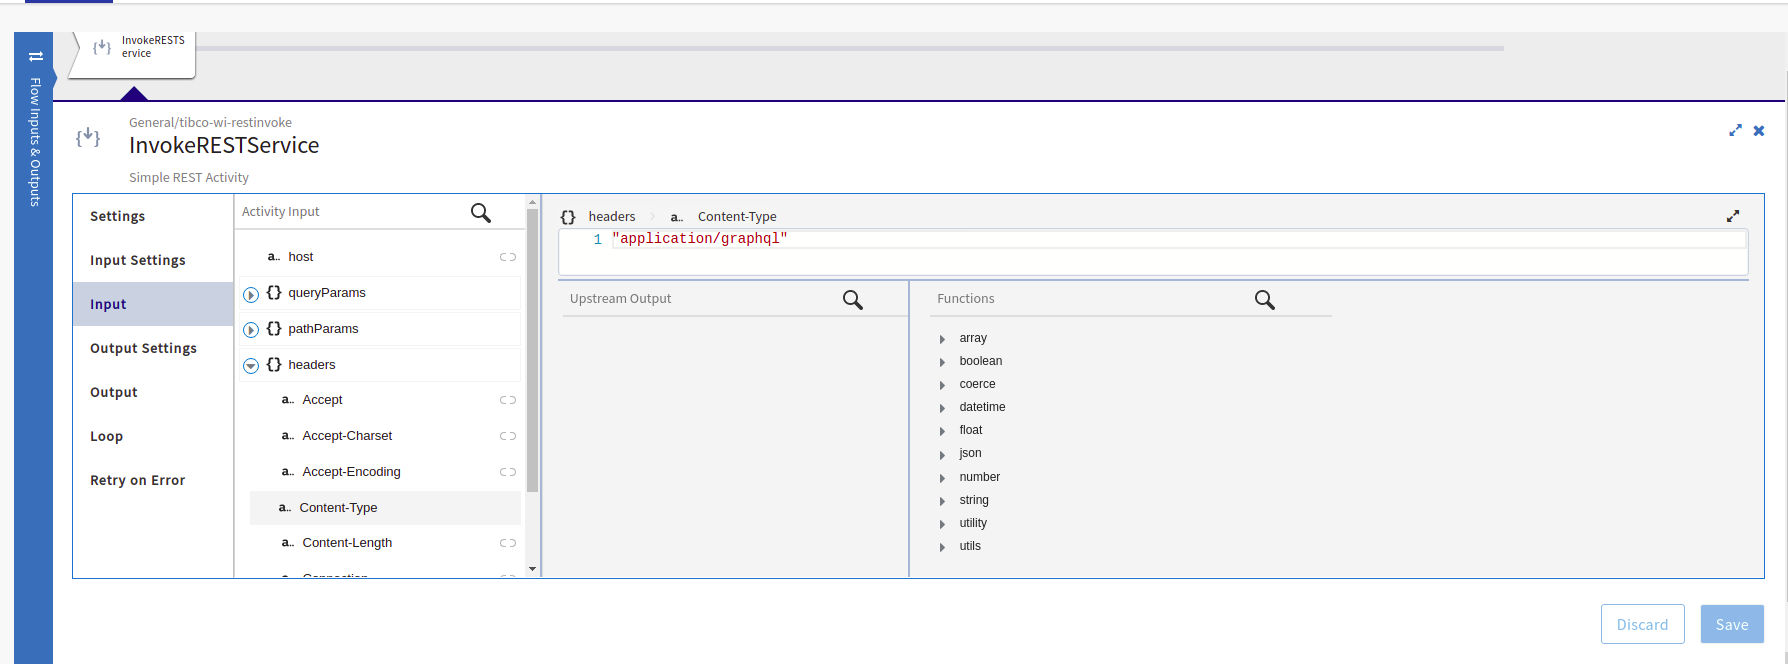 InvokeRESTS
ervice
Flow Inputs & Outputs
General/tibco-wi-restinvoke
InvokeRESTService
Simple REST Activity
Settings
Input Settings
Input
Output Settings
Output
Loop
Retry on Error
Activity Input
a.. host
{} queryParams
{} pathParams
{} headers
a.. Accept
a.. Accept-Charset
a.. Accept-Encoding
a.. Content-Type
a.. Content-Length
a.. Connection
{} headers a.. Content-Type
1 "application/graphql"
Upstream Output
Functions
array
boolean
coerce
datetime
float
json
number
string
utility
utils
Discard
Save